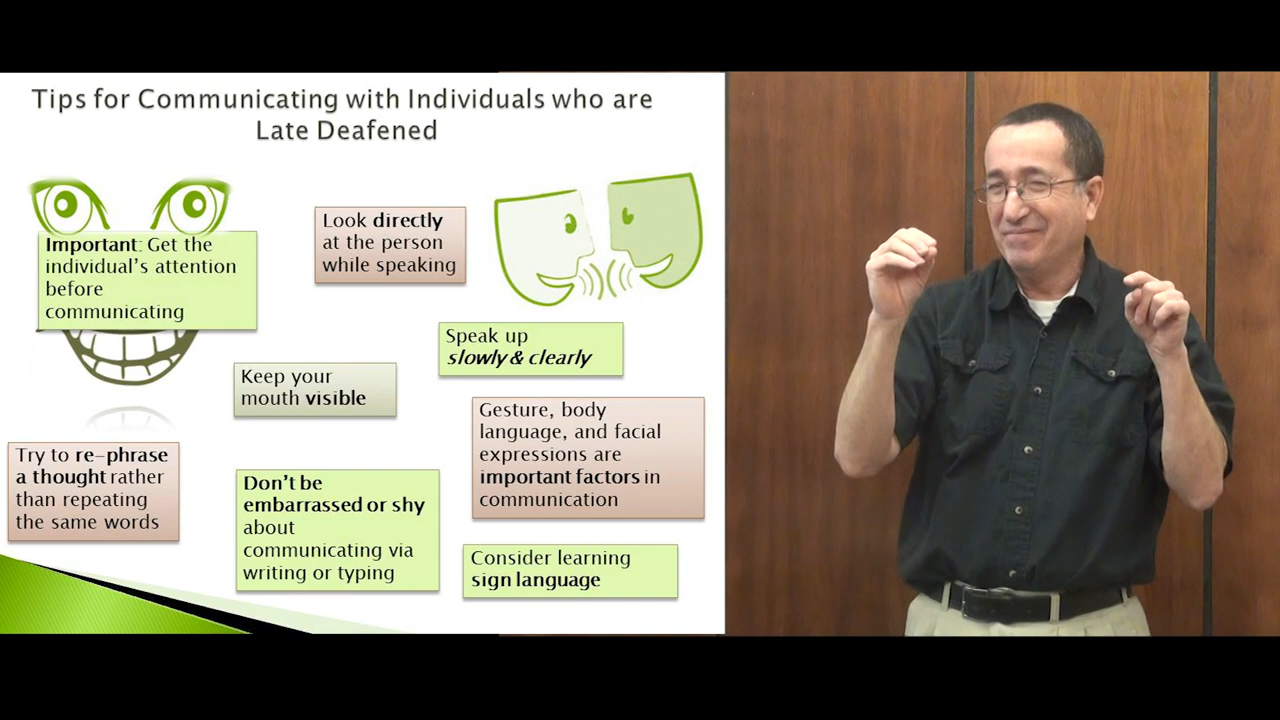 Tips for Communicating with Individuals who are
Late Deafened
Important: Get the
individual's attention
before
communicating
Look directly
at the person
while speaking
Speak up
slowly & clearly
Keep your
mouth visible
Gesture, body
language, and facial
expressions are
important factors in
communication
Try to re-phrase
a thought rather
than repeating
the same words
Don't be
embarrassed or shy
about
communicating via
writing or typing
Consider learning
sign language